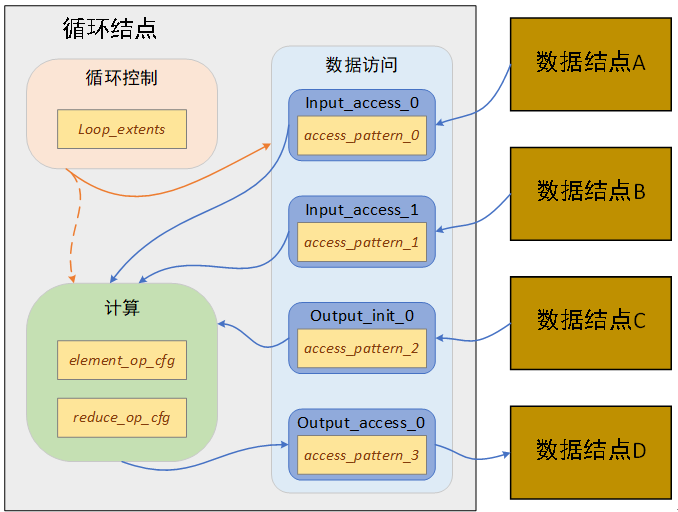 循环结点
循环控制
Loop_extents
数据访问
Input_access_0
access_pattern_0
Input_access_1
access_pattern_1
Output_init_0
access_pattern_2
Output_access_0
access_pattern_3
计算
element_op_cfg
reduce_op_cfg
数据结点A
数据结点B
数据结点C
数据结点D